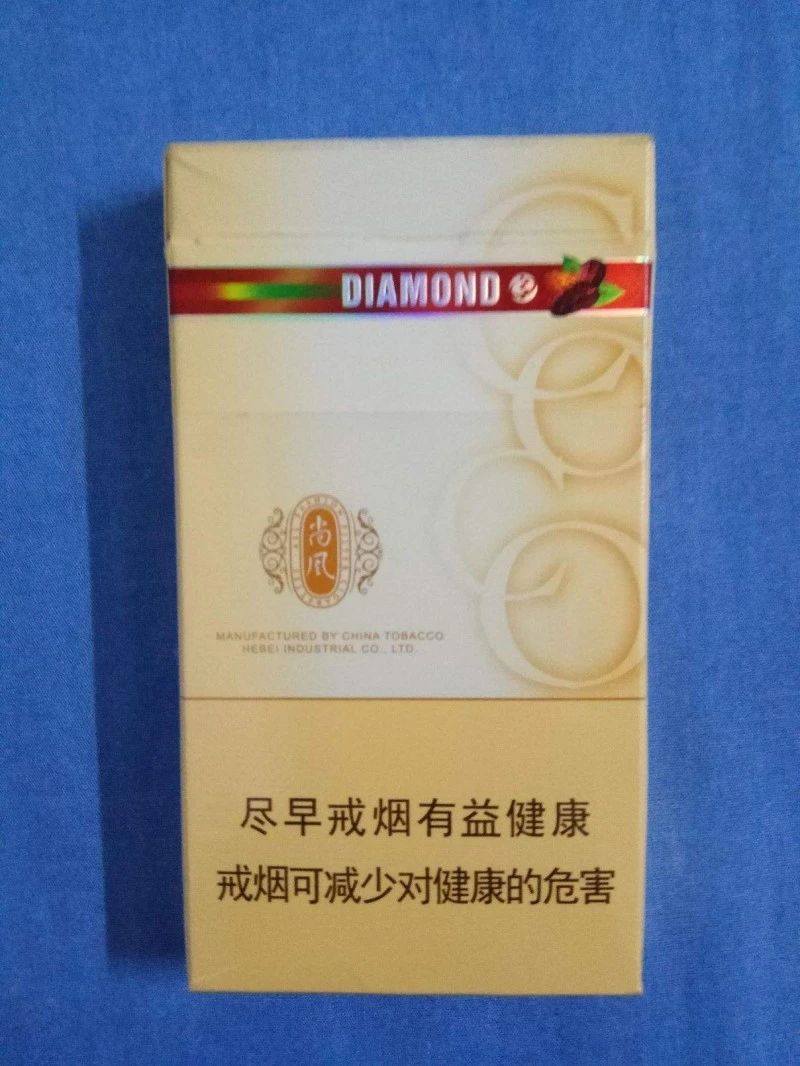 DIAMOND
尚风
MANUFACTURED BY CHINA TOBACCO
HEBEI INDUSTRIAL CO., LTD.
尽早戒烟有益健康
戒烟可减少对健康的危害